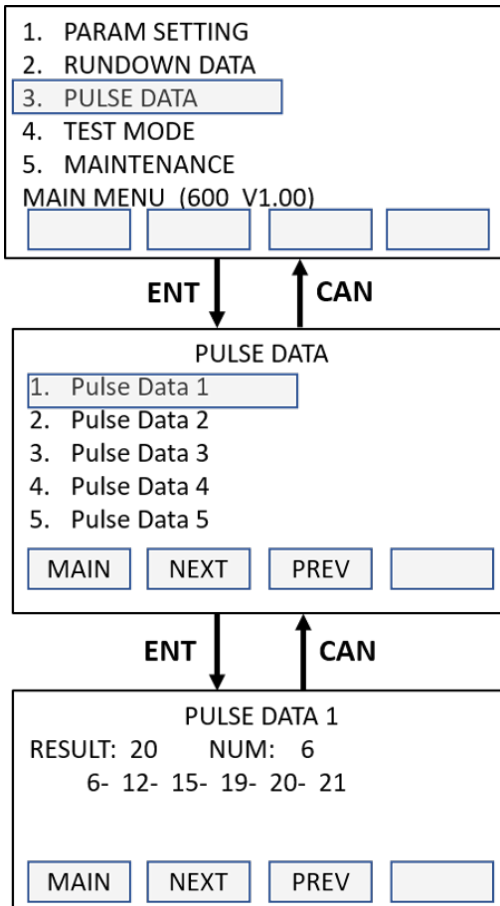 1. PARAM SETTING
2. RUNDOWN DATA
3. PULSE DATA
4. TEST MODE
5. MAINTENANCE
MAIN MENU (600 V1.00)
ENT CAN
PULSE DATA
1. Pulse Data 1
2. Pulse Data 2
3. Pulse Data 3
4. Pulse Data 4
5. Pulse Data 5
MAIN NEXT PREV
ENT CAN
PULSE DATA 1
RESULT: 20 NUM: 6
6- 12- 15- 19- 20- 21
MAIN NEXT PREV